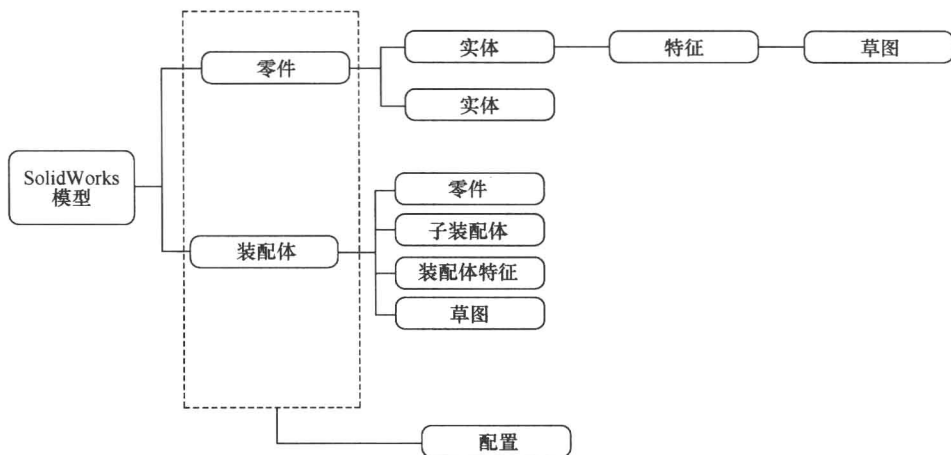 SolidWorks
模型
零件
实体
特征
草图
实体
装配体
零件
子装配体
装配体特征
草图
配置